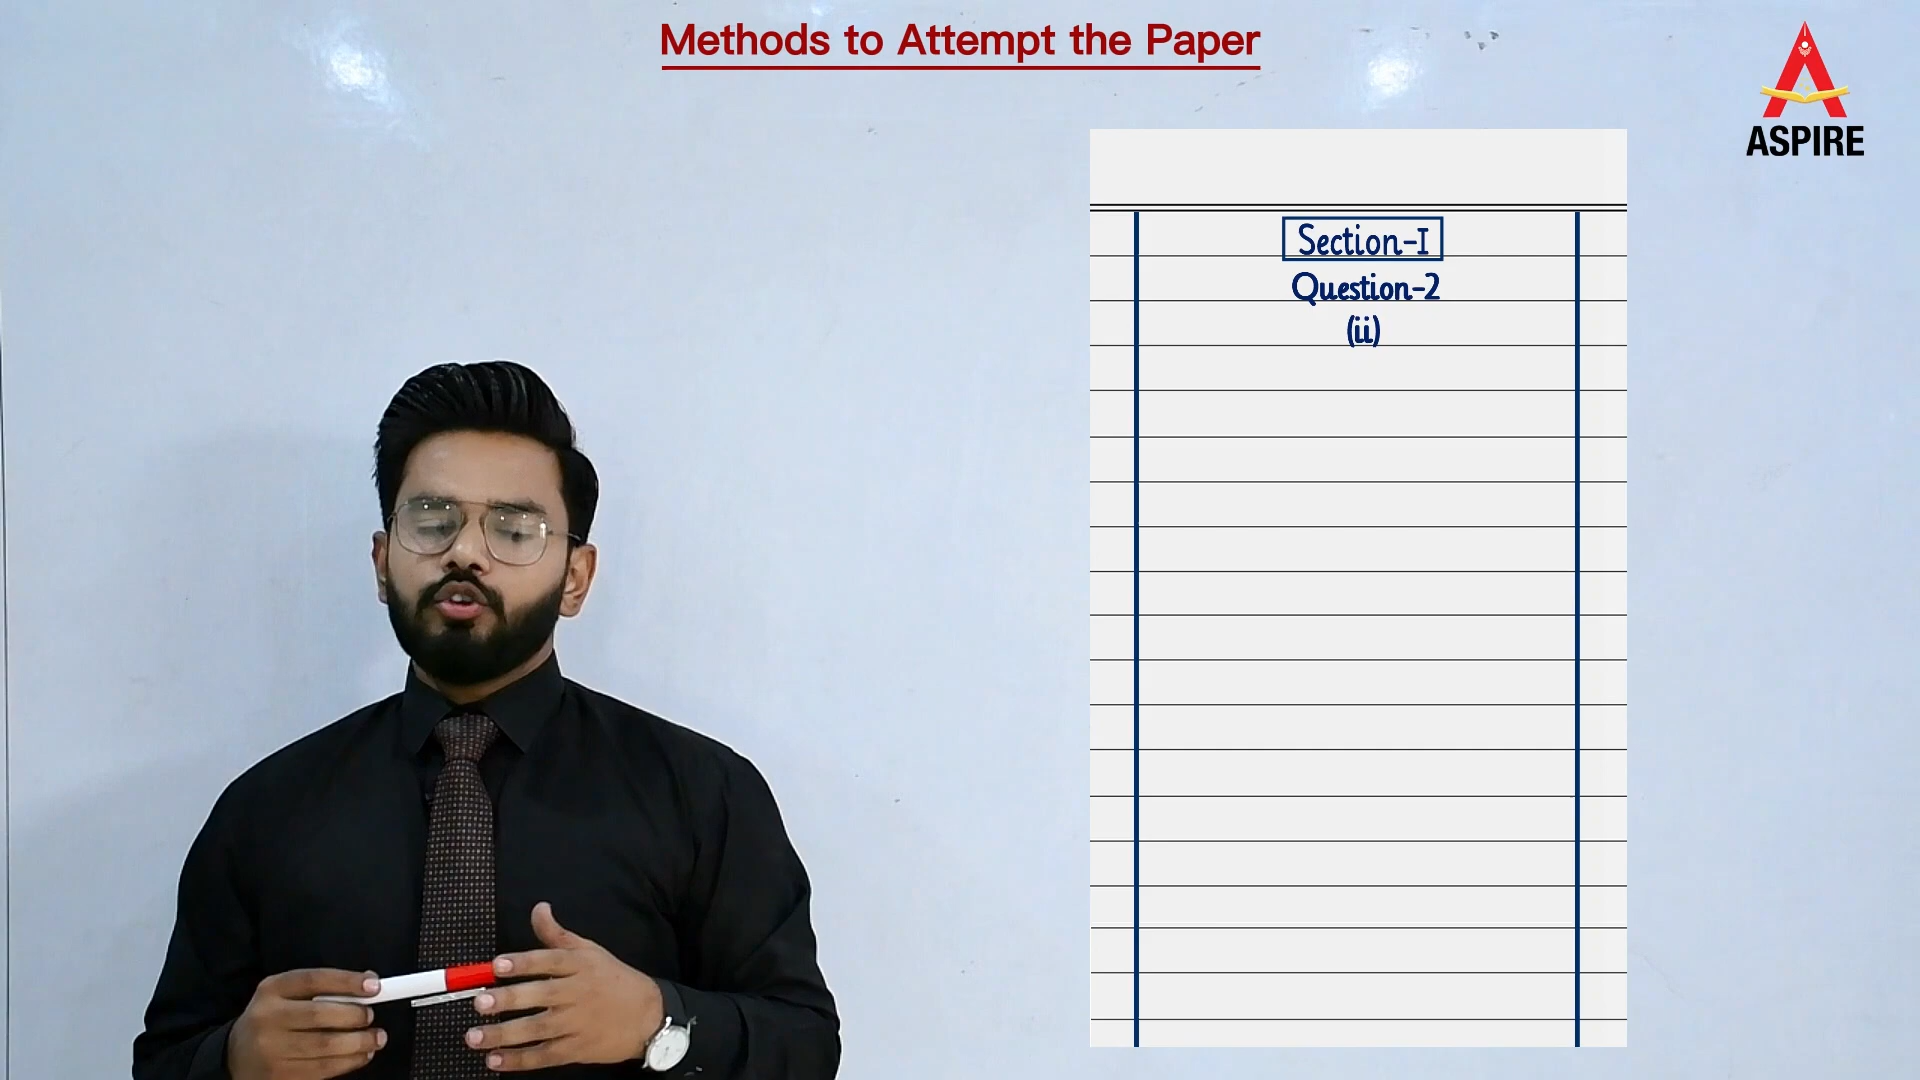 Methods to Attempt the Paper
ASPIRE
Section-I
Question-2
(ii)